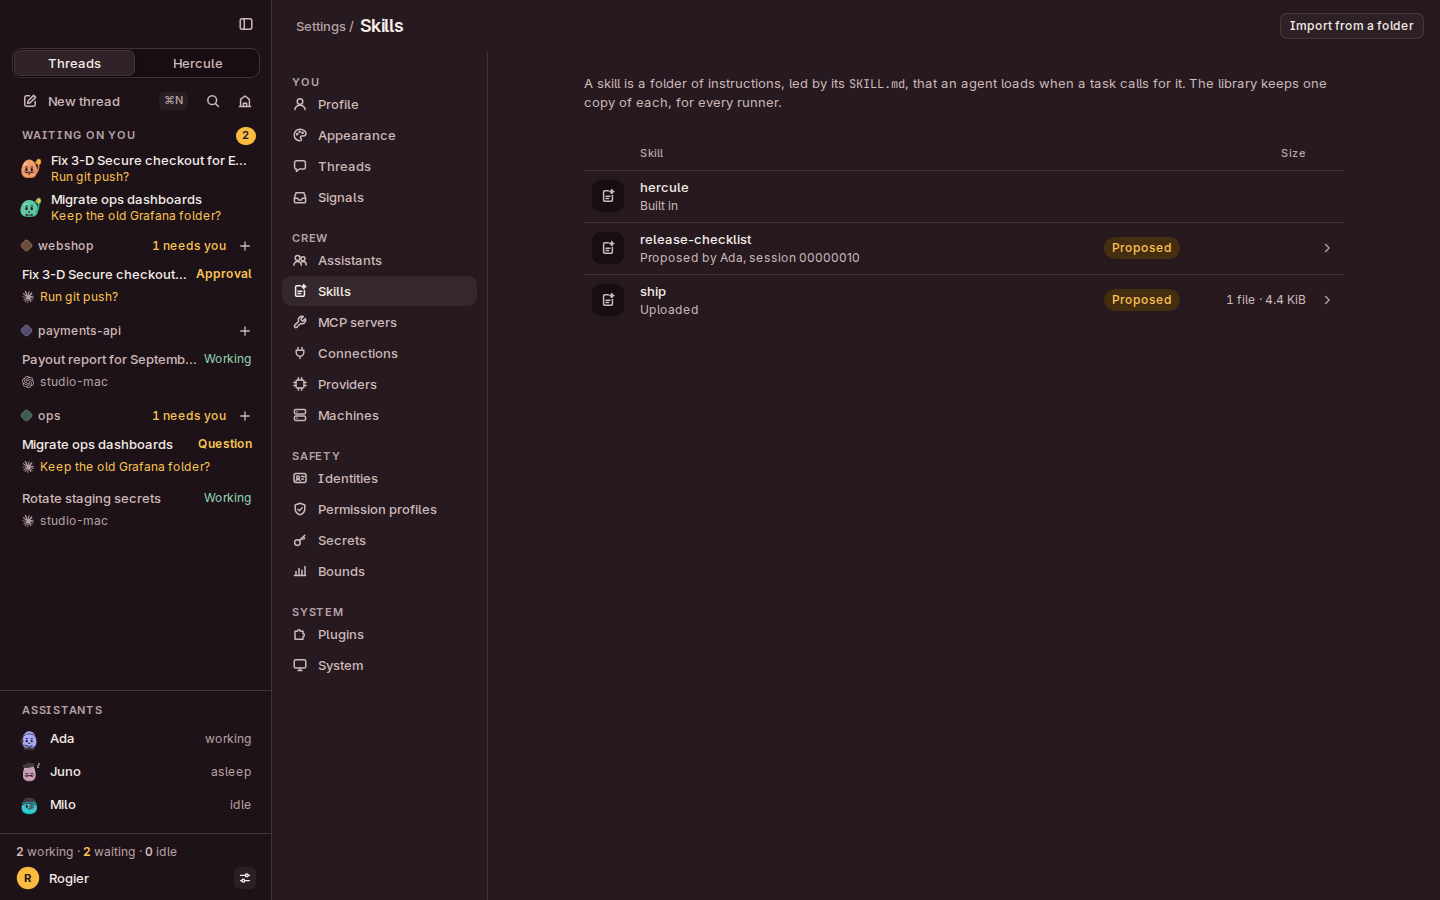 Threads
Hercule
New thread
⌘N
WAITING ON YOU
2
Fix 3-D Secure checkout for E...
Run git push?
Migrate ops dashboards
Keep the old Grafana folder?
webshop
1 needs you
Fix 3-D Secure checkout...
Approval
Run git push?
payments-api
Payout report for Septemb...
Working
studio-mac
ops
1 needs you
Migrate ops dashboards
Question
Keep the old Grafana folder?
Rotate staging secrets
Working
studio-mac
ASSISTANTS
Ada
working
Juno
asleep
Milo
idle
2 working · 2 waiting · 0 idle
R
Rogier
Settings / Skills
Import from a folder
YOU
Profile
Appearance
Threads
Signals
CREW
Assistants
Skills
MCP servers
Connections
Providers
Machines
SAFETY
Identities
Permission profiles
Secrets
Bounds
SYSTEM
Plugins
System
A skill is a folder of instructions, led by its SKILL.md, that an agent loads when a task calls for it. The library keeps one
copy of each, for every runner.
Skill
Size
hercule
Built in
release-checklist
Proposed by Ada, session 00000010
Proposed
ship
Uploaded
Proposed
1 file · 4.4 KiB